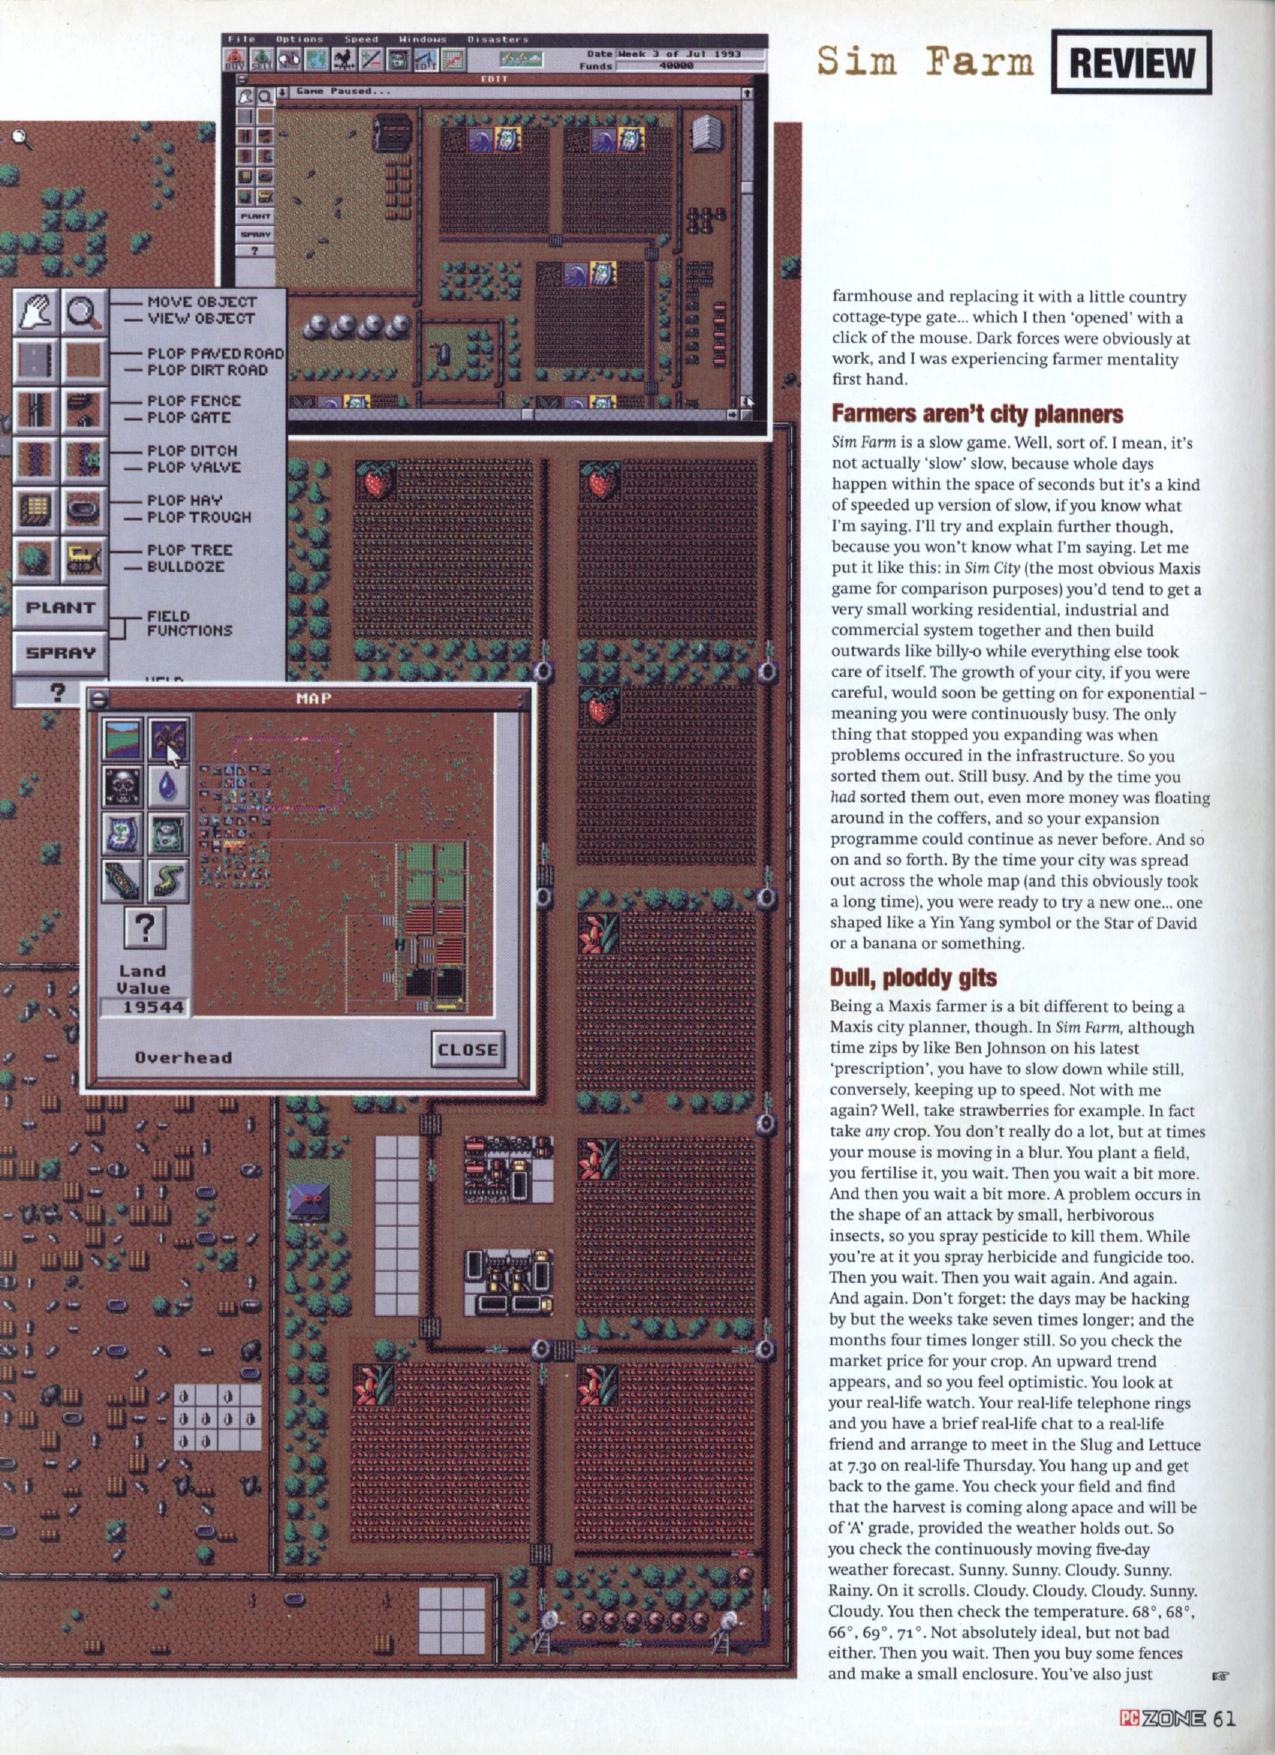 File Options Speed Windows Disasters
Date Week 3 of Jul 1993
Funds 40000
EDIT
Game Paused...
PLANT
SPRAY
?
Sim Farm REVIEW
MOVE OBJECT
VIEW OBJECT
PLOP PAVED ROAD
PLOP DIRT ROAD
PLOP FENCE
PLOP GATE
PLOP DITCH
PLOP VALVE
PLOP HAY
PLOP TROUGH
PLOP TREE
BULLDOZE
PLANT
FIELD
FUNCTIONS
SPRAY
?
MAP
?
Land
Value
19544
Overhead
CLOSE
farmhouse and replacing it with a little country
cottage-type gate... which I then ‘opened’ with a
click of the mouse. Dark forces were obviously at
work, and I was experiencing farmer mentality
first hand.
Farmers aren’t city planners
Sim Farm is a slow game. Well, sort of. I mean, it’s
not actually ‘slow’ slow, because whole days
happen within the space of seconds but it’s a kind
of speeded up version of slow, if you know what
I’m saying. I’ll try and explain further though,
because you won’t know what I’m saying. Let me
put it like this: in Sim City (the most obvious Maxis
game for comparison purposes) you’d tend to get a
very small working residential, industrial and
commercial system together and then build
outwards like billy-o while everything else took
care of itself. The growth of your city, if you were
careful, would soon be getting on for exponential –
meaning you were continuously busy. The only
thing that stopped you expanding was when
problems occured in the infrastructure. So you
sorted them out. Still busy. And by the time you
had sorted them out, even more money was floating
around in the coffers, and so your expansion
programme could continue as never before. And so
on and so forth. By the time your city was spread
out across the whole map (and this obviously took
a long time), you were ready to try a new one... one
shaped like a Yin Yang symbol or the Star of David
or a banana or something.
Dull, ploddy gits
Being a Maxis farmer is a bit different to being a
Maxis city planner, though. In Sim Farm, although
time zips by like Ben Johnson on his latest
‘prescription’, you have to slow down while still,
conversely, keeping up to speed. Not with me
again? Well, take strawberries for example. In fact
take any crop. You don’t really do a lot, but at times
your mouse is moving in a blur. You plant a field,
you fertilise it, you wait. Then you wait a bit more.
And then you wait a bit more. A problem occurs in
the shape of an attack by small, herbivorous
insects, so you spray pesticide to kill them. While
you’re at it you spray herbicide and fungicide too.
Then you wait. Then you wait again. And again.
And again. Don’t forget: the days may be hacking
by but the weeks take seven times longer; and the
months four times longer still. So you check the
market price for your crop. An upward trend
appears, and so you feel optimistic. You look at
your real-life watch. Your real-life telephone rings
and you have a brief real-life chat to a real-life
friend and arrange to meet in the Slug and Lettuce
at 7.30 on real-life Thursday. You hang up and get
back to the game. You check your field and find
that the harvest is coming along apace and will be
of ‘A’ grade, provided the weather holds out. So
you check the continuously moving five-day
weather forecast. Sunny. Sunny. Cloudy. Sunny.
Rainy. On it scrolls. Cloudy. Cloudy. Cloudy. Sunny.
Cloudy. You then check the temperature. 68°, 68°,
66°, 69°, 71°. Not absolutely ideal, but not bad
either. Then you wait. Then you buy some fences
and make a small enclosure. You’ve also just
PC ZONE 61